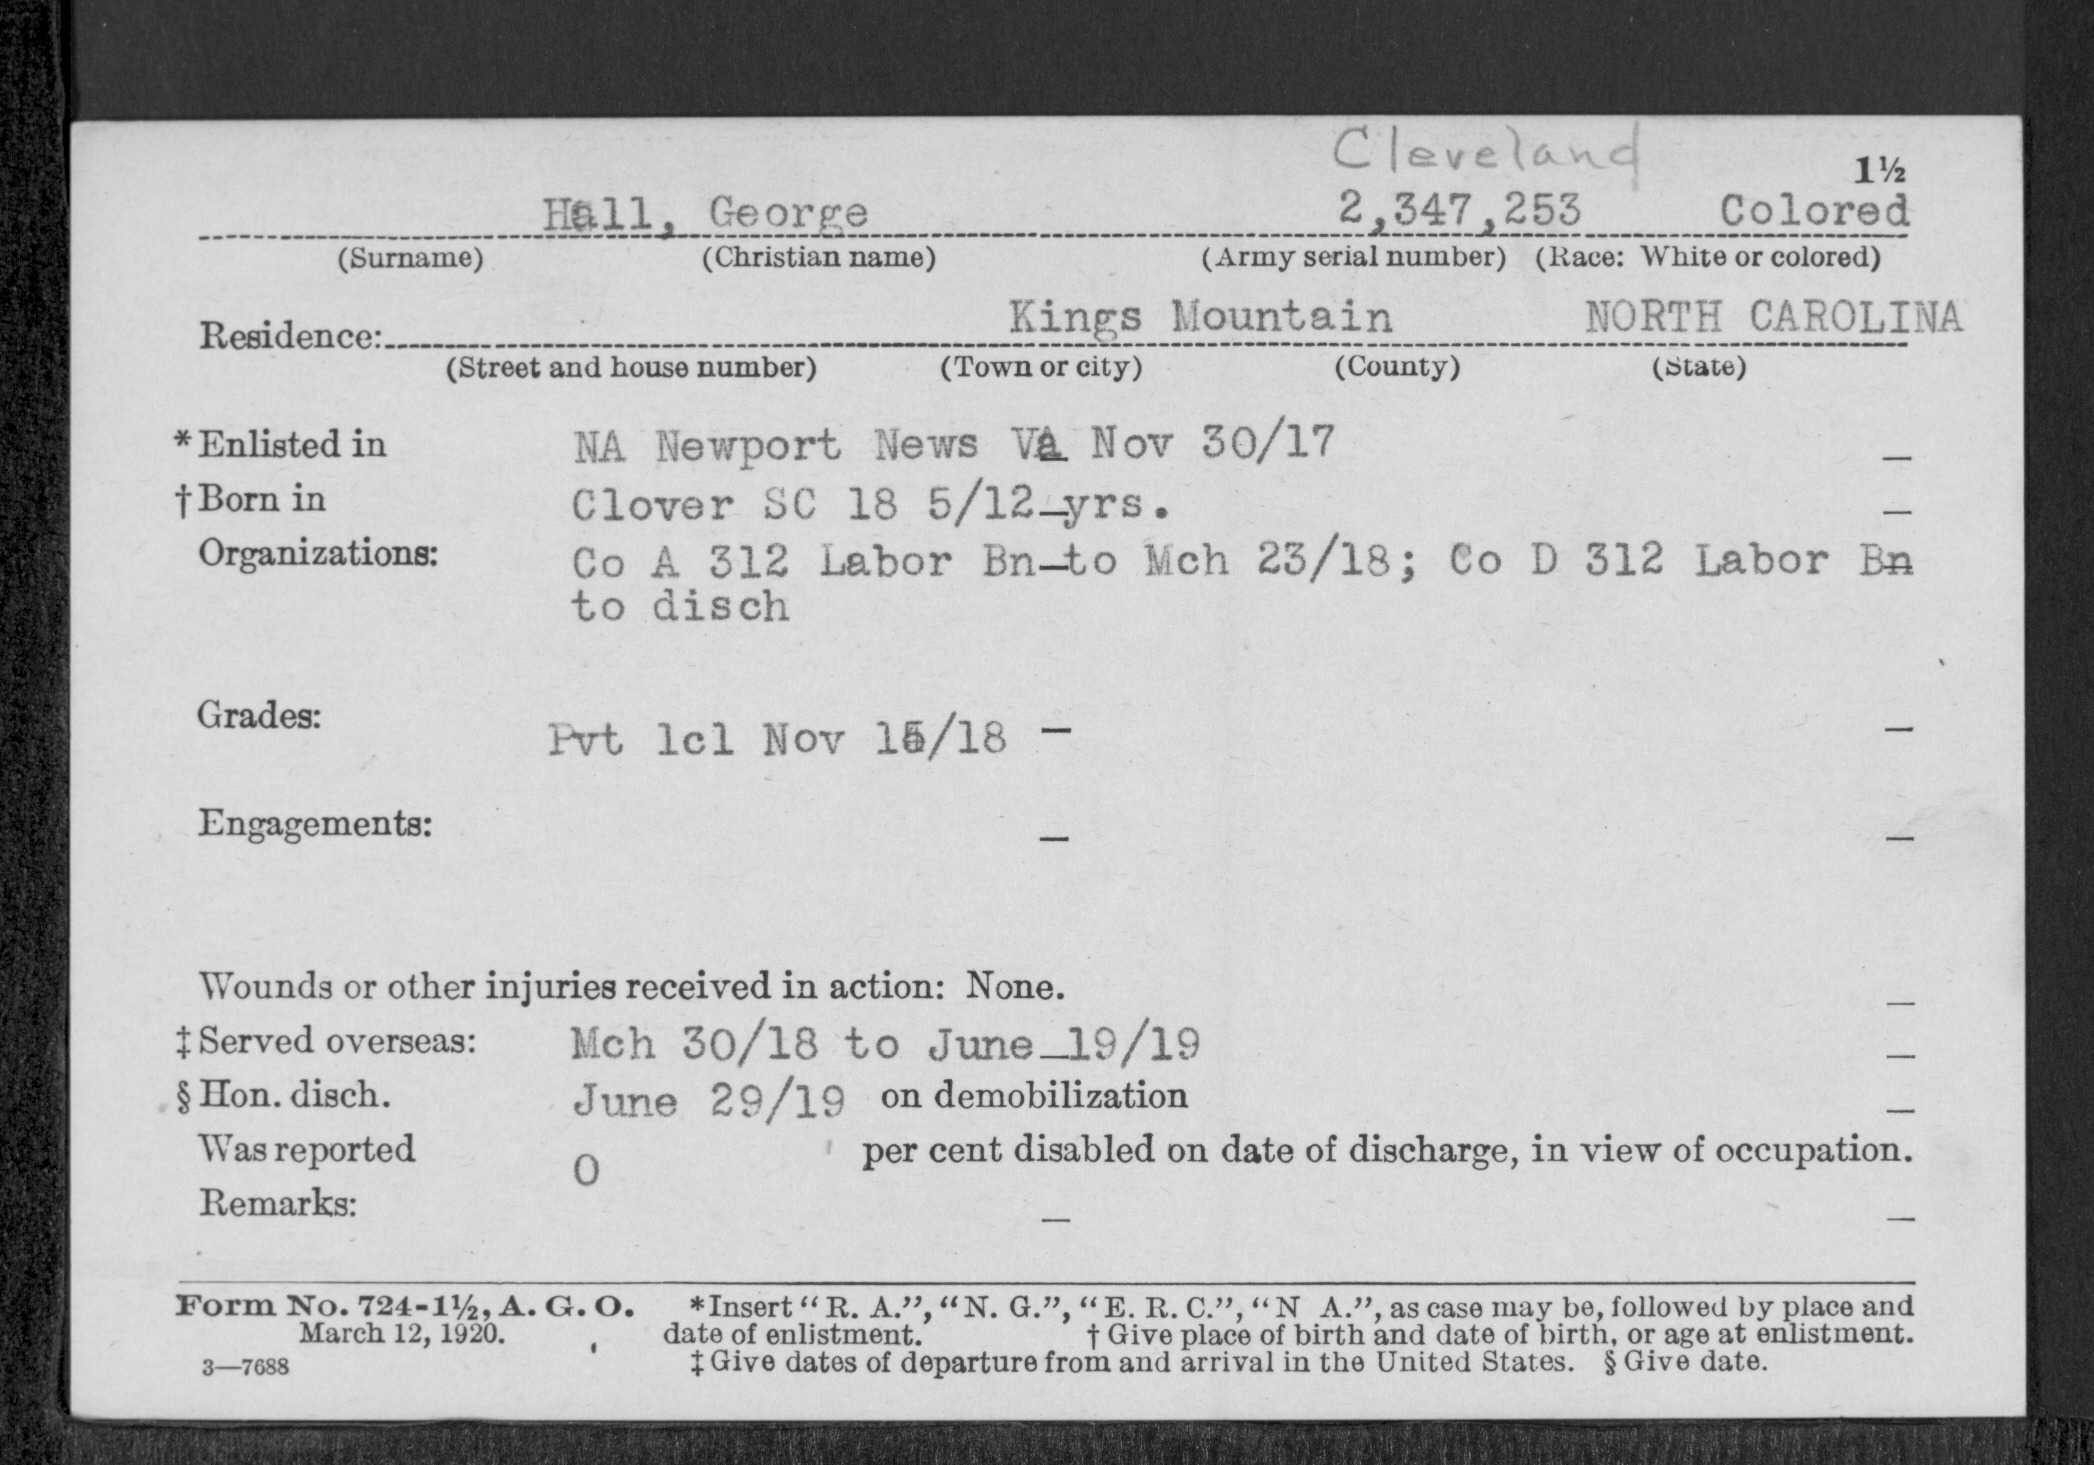 Cleveland
1½
Hall, George 2,347,253 Colored
(Surname) (Christian name) (Army serial number) (Race: White or colored)
Kings Mountain NORTH CAROLINA
Residence:
(Street and house number) (Town or city) (County) (State)
*Enlisted in NA Newport News VA Nov 30/17
†Born in Clover SC 18 5/12 yrs.
Organizations: Co A 312 Labor Bn to Mch 23/18; Co D 312 Labor Bn
to disch
Grades: Pvt 1cl Nov /18
Engagements:
Wounds or other injuries received in action: None.
‡Served overseas: Mch 30/18 to June 19/19
§Hon. disch. June 29/19 on demobilization
Was reported 0 per cent disabled on date of discharge, in view of occupation.
Remarks:
Form No. 724-1½, A. G. O. *Insert "R. A.", "N. G.", "E. R. C.", "N A.", as case may be, followed by place and
March 12, 1920. date of enlistment. †Give place of birth and date of birth, or age at enlistment.
3—7688 ‡Give dates of departure from and arrival in the United States. §Give date.